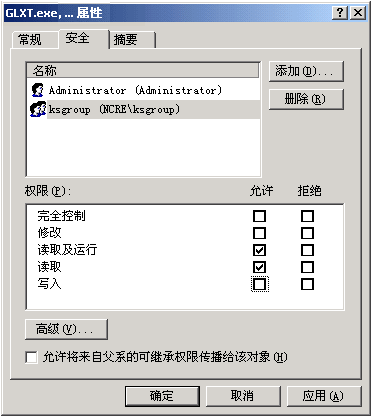 GLXT.exe, ... 属性
常规 安全 摘要
名称 添加(D)...
Administrator (Administrator) 删除(R)
ksgroup (NCRE\ksgroup)
权限(P): 允许 拒绝
完全控制
修改
读取及运行
读取
写入
高级(V)...
允许将来自父系的可继承权限传播给该对象(H)
确定 取消 应用(A)